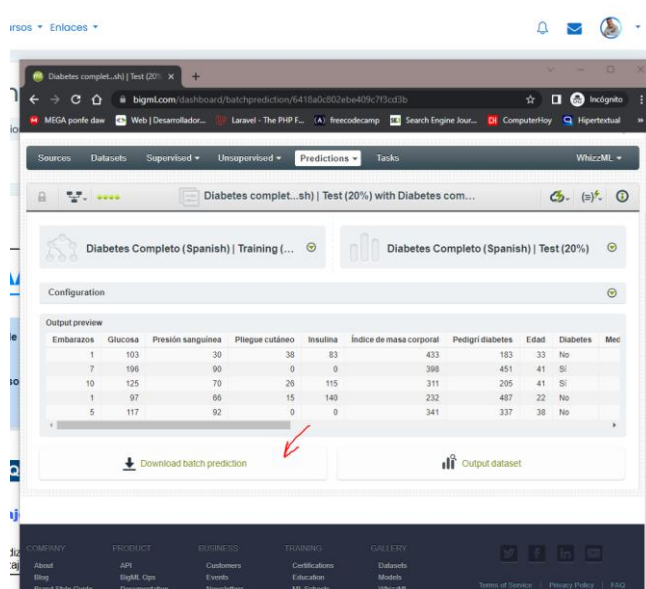 Enlaces
Diabetes complet...sh) | Test (20%
bigml.com/dashboard/batchprediction/6418a0c802ebe409c7f3cd3b
Incógnito
MEGA ponfe daw Web | Desarrollador... Laravel - The PHP F... freecodecamp Search Engine Jour... ComputerHoy Hipertextual »
Sources Datasets Supervised Unsupervised Predictions Tasks WhizzML
Diabetes complet...sh) | Test (20%) with Diabetes com...
Diabetes Completo (Spanish) | Training (... Diabetes Completo (Spanish) | Test (20%)
Configuration
Output preview
Embarazos Glucosa Presión sanguínea Pliegue cutáneo Insulina Índice de masa corporal Pedigrí diabetes Edad Diabetes Med
1 103 30 38 83 433 183 33 No
7 196 90 0 0 398 451 41 Sí
10 125 70 26 115 311 205 41 Sí
1 97 66 15 140 232 487 22 No
5 117 92 0 0 341 337 38 No
Download batch prediction Output dataset
COMPANY PRODUCT BUSINESS TRAINING GALLERY
About API Customers Certifications Datasets
Blog BigML Ops Events Education Models
Terms of Service | Privacy Policy | FAQ